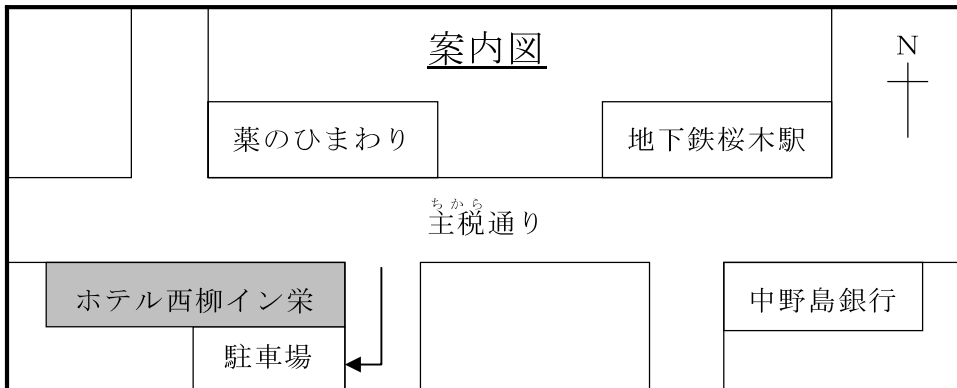 案内図
N
薬のひまわり
地下鉄桜木駅
ちから
主税通り
ホテル西柳イン栄
中野島銀行
駐車場